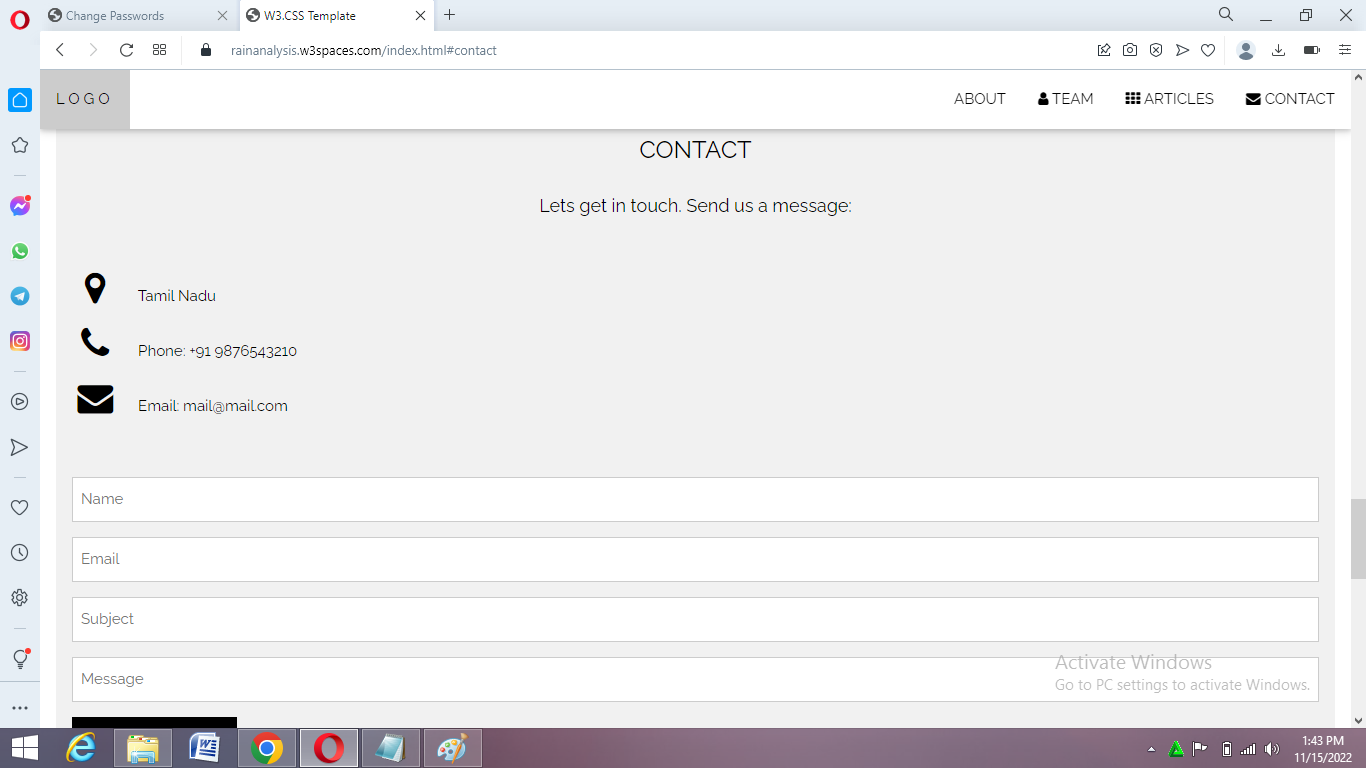 Change Passwords
W3.CSS Template
rainanalysis.w3spaces.com/index.html#contact
LOGO
ABOUT
TEAM
ARTICLES
CONTACT
CONTACT
Lets get in touch. Send us a message:
Tamil Nadu
Phone: +91 9876543210
Email: mail@mail.com
Name
Email
Subject
Message
Activate Windows
Go to PC settings to activate Windows.
1:43 PM
11/15/2022